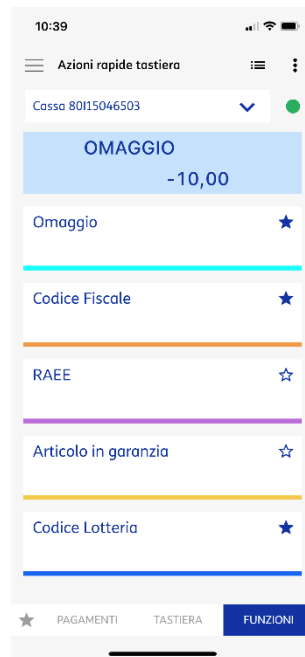 10:39
Azioni rapide tastiera
Cassa 80I15046503
OMAGGIO
-10,00
Omaggio
Codice Fiscale
RAEE
Articolo in garanzia
Codice Lotteria
PAGAMENTI TASTIERA FUNZIONI